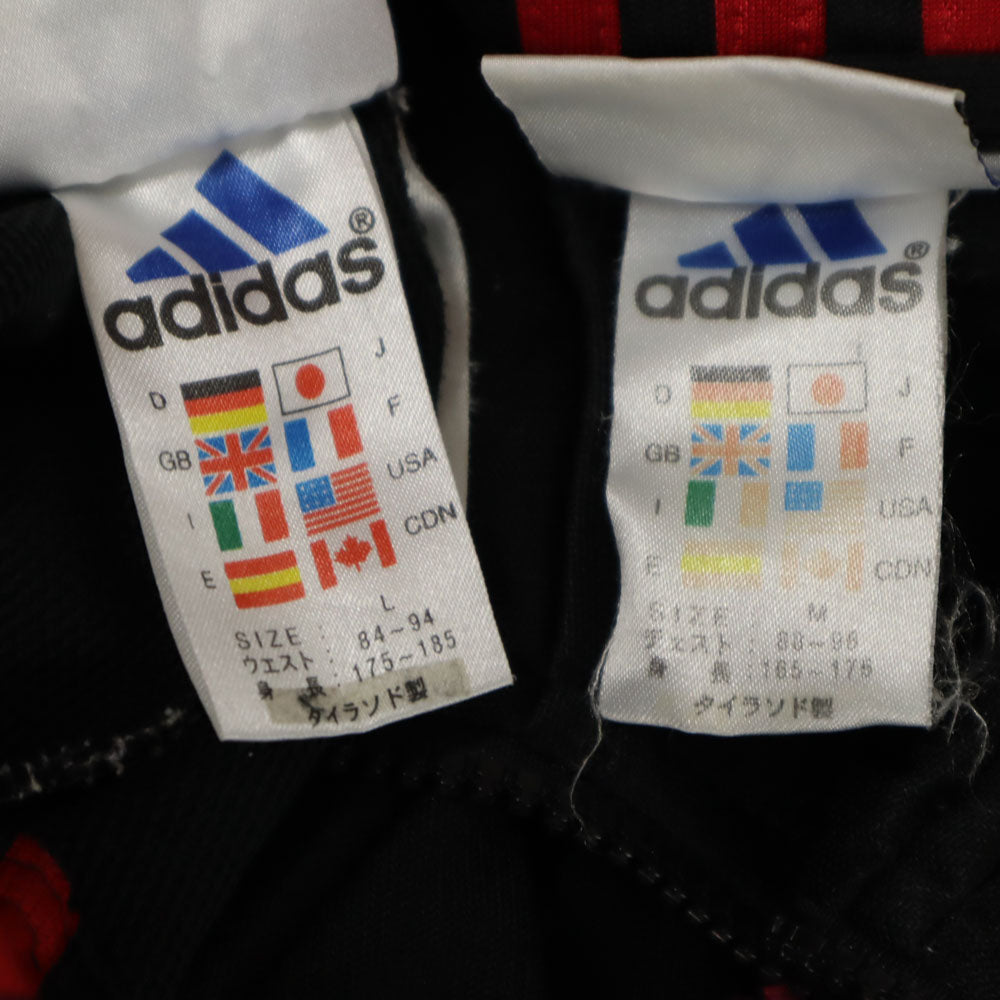 adidas®
J
D
F
GB
USA
I
CDN
E
L
SIZE : 84~94
ウェスト : 175~185
身 長 :
タイランド製
adidas®
D J
GB F
I USA
E CDN
SIZE : M
ウェスト : 88~96
身 長 : 165~175
タイランド製